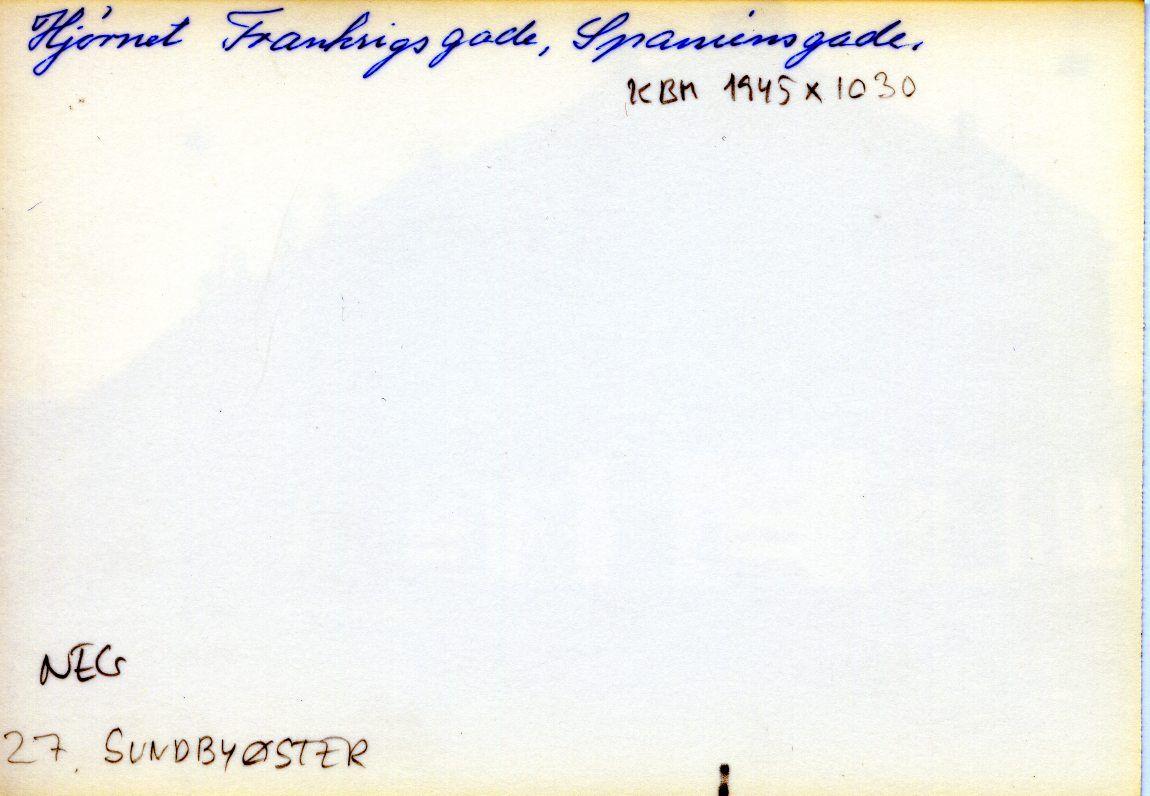 Hjørnet Frankrigsgade, Spaniensgade.
KBM 1945 x 1030
NEG
27. SUNDBYØSTER